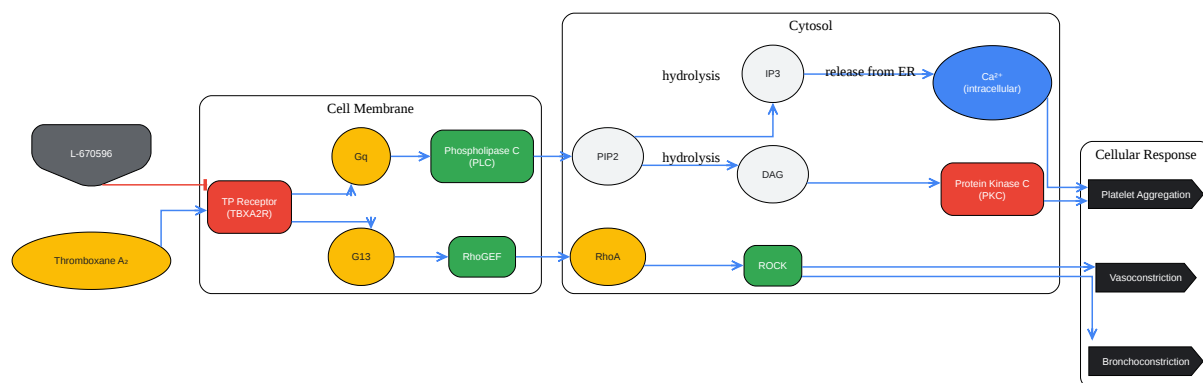 Cytosol
Cell Membrane
Cellular Response
L-670596
Thromboxane A₂
TP Receptor
(TBXA2R)
Gq
G13
Phospholipase C
(PLC)
RhoGEF
PIP2
RhoA
hydrolysis
hydrolysis
IP3
DAG
ROCK
release from ER
Ca²⁺
(intracellular)
Protein Kinase C
(PKC)
Platelet Aggregation
Vasoconstriction
Bronchoconstriction